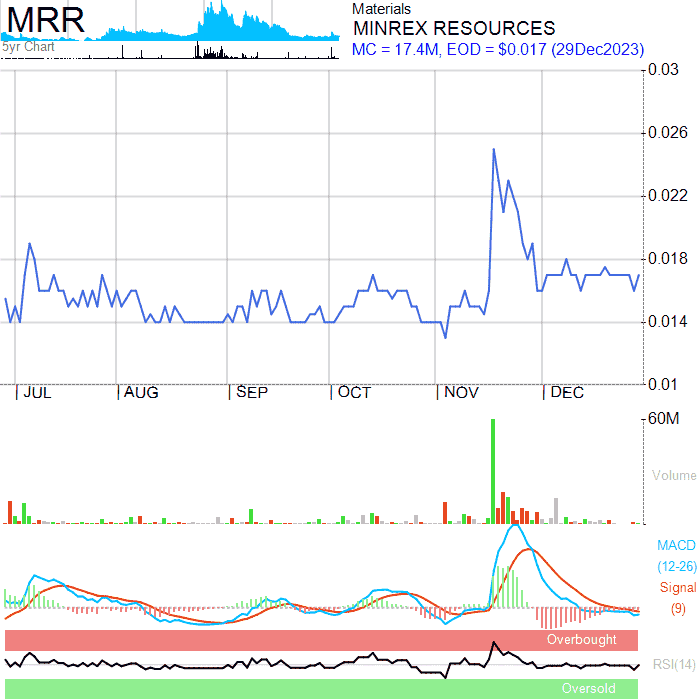 MRR
5yr Chart
Materials
MINREX RESOURCES
MC = 17.4M, EOD = $0.017 (29Dec2023)
0.03
0.026
0.022
0.018
0.014
0.01
JUL AUG SEP OCT NOV DEC
60M
Volume
MACD
(12-26)
Signal
(9)
Overbought
RSI(14)
Oversold